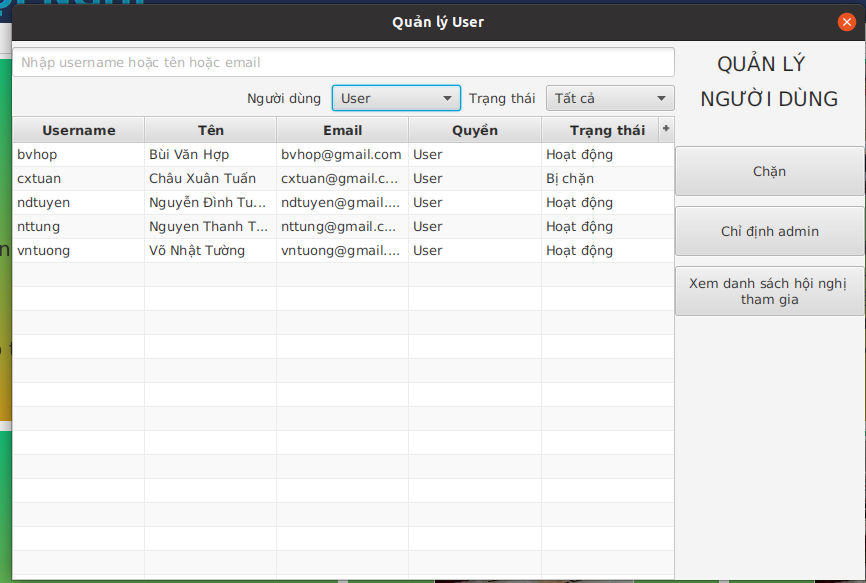 Quản lý User
Nhập username hoặc tên hoặc email
QUẢN LÝ
NGƯỜI DÙNG
Người dùng User Trạng thái Tất cả
Username Tên Email Quyền Trạng thái +
bvhop Bùi Văn Hợp bvhop@gmail.com User Hoạt động
cxtuan Châu Xuân Tuấn cxtuan@gmail.c... User Bị chặn
ndtuyen Nguyễn Đình Tu... ndtuyen@gmail.... User Hoạt động
nttung Nguyen Thanh T... nttung@gmail.c... User Hoạt động
vntuong Võ Nhật Tường vntuong@gmail.... User Hoạt động
Chặn
Chỉ định admin
Xem danh sách hội nghị
tham gia